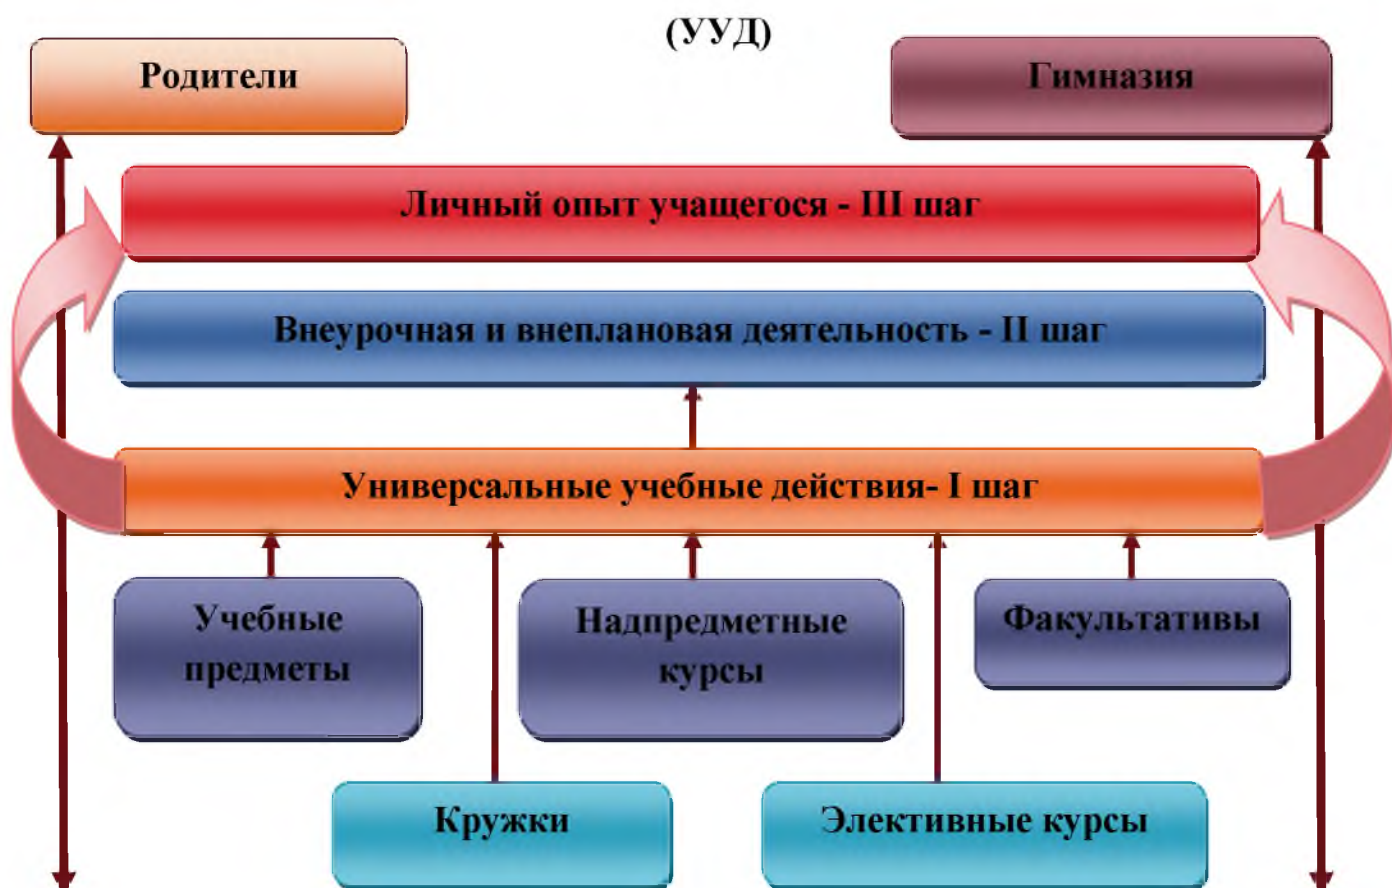 (УУД)
Родители
Гимназия
Личный опыт учащегося - III шаг
Внеурочная и внеплановая деятельность - II шаг
Универсальные учебные действия- I шаг
Учебные
предметы
Надпредметные
курсы
Факультативы
Кружки
Элективные курсы